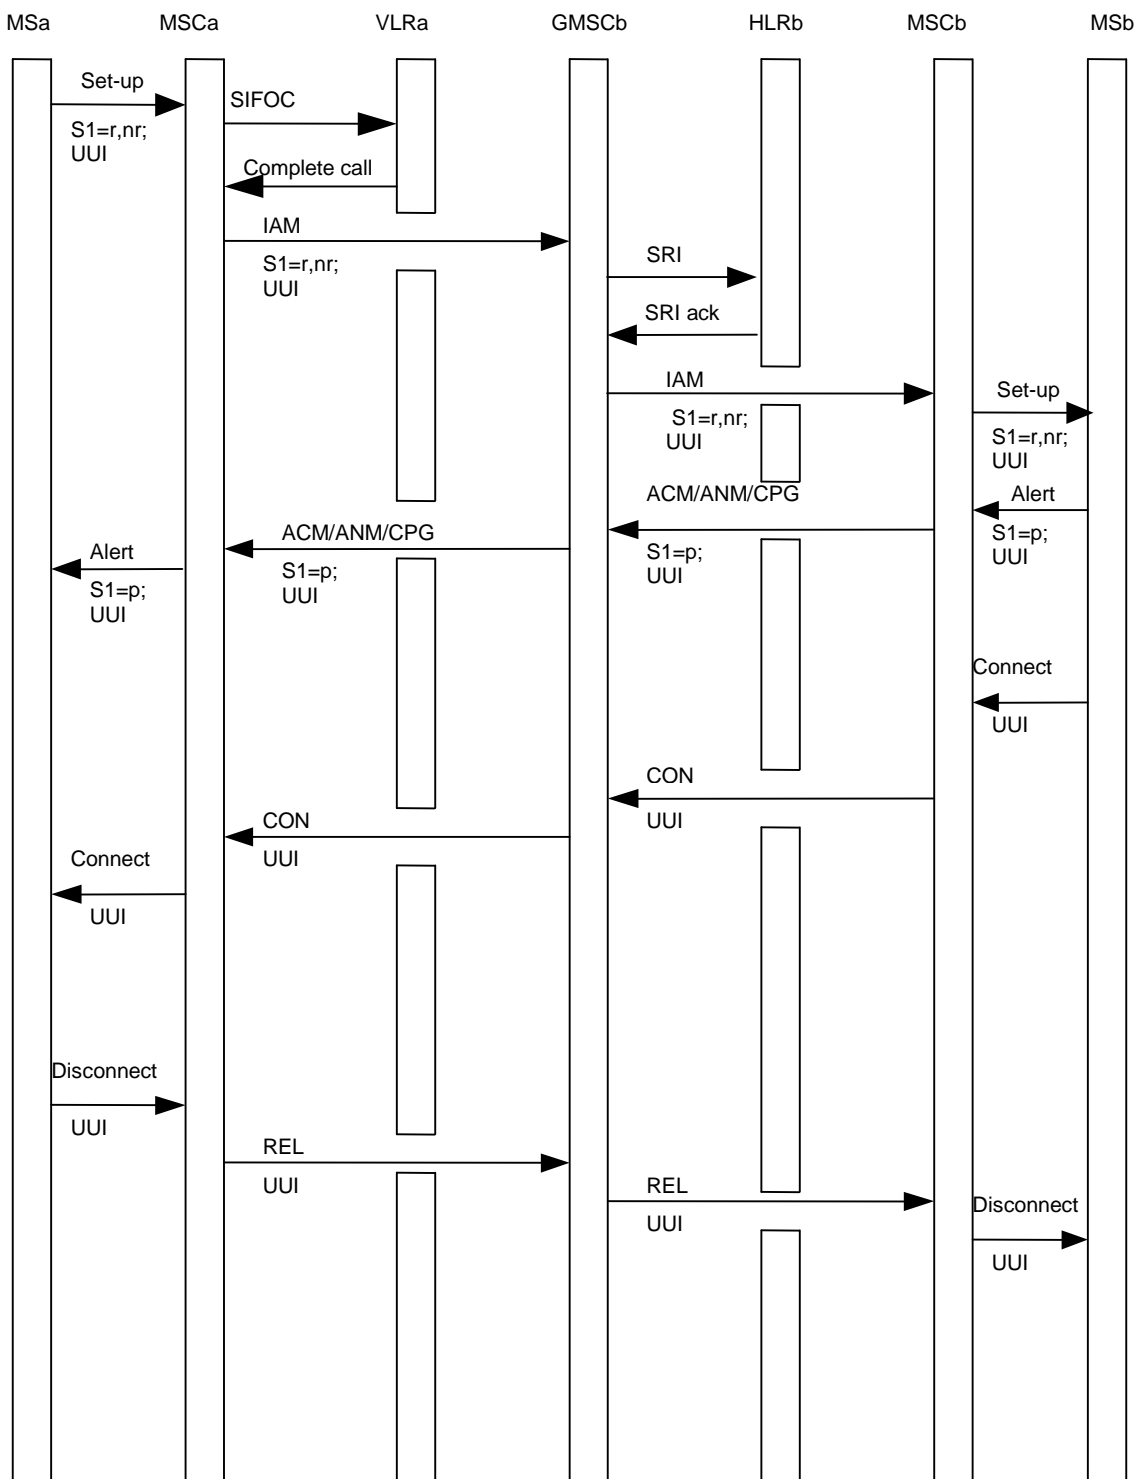 MSa MSCa VLRa GMSCb HLRb MSCb MSb
Set-up
SIFOC
S1=r,nr;
UUI
Complete call
IAM
S1=r,nr;
UUI
SRI
SRI ack
IAM
S1=r,nr;
UUI
Set-up
S1=r,nr;
UUI
Alert
S1=p;
UUI
ACM/ANM/CPG
S1=p;
UUI
ACM/ANM/CPG
S1=p;
UUI
Alert
S1=p;
UUI
Connect
UUI
CON
UUI
CON
UUI
Connect
UUI
Disconnect
UUI
REL
UUI
REL
UUI
Disconnect
UUI